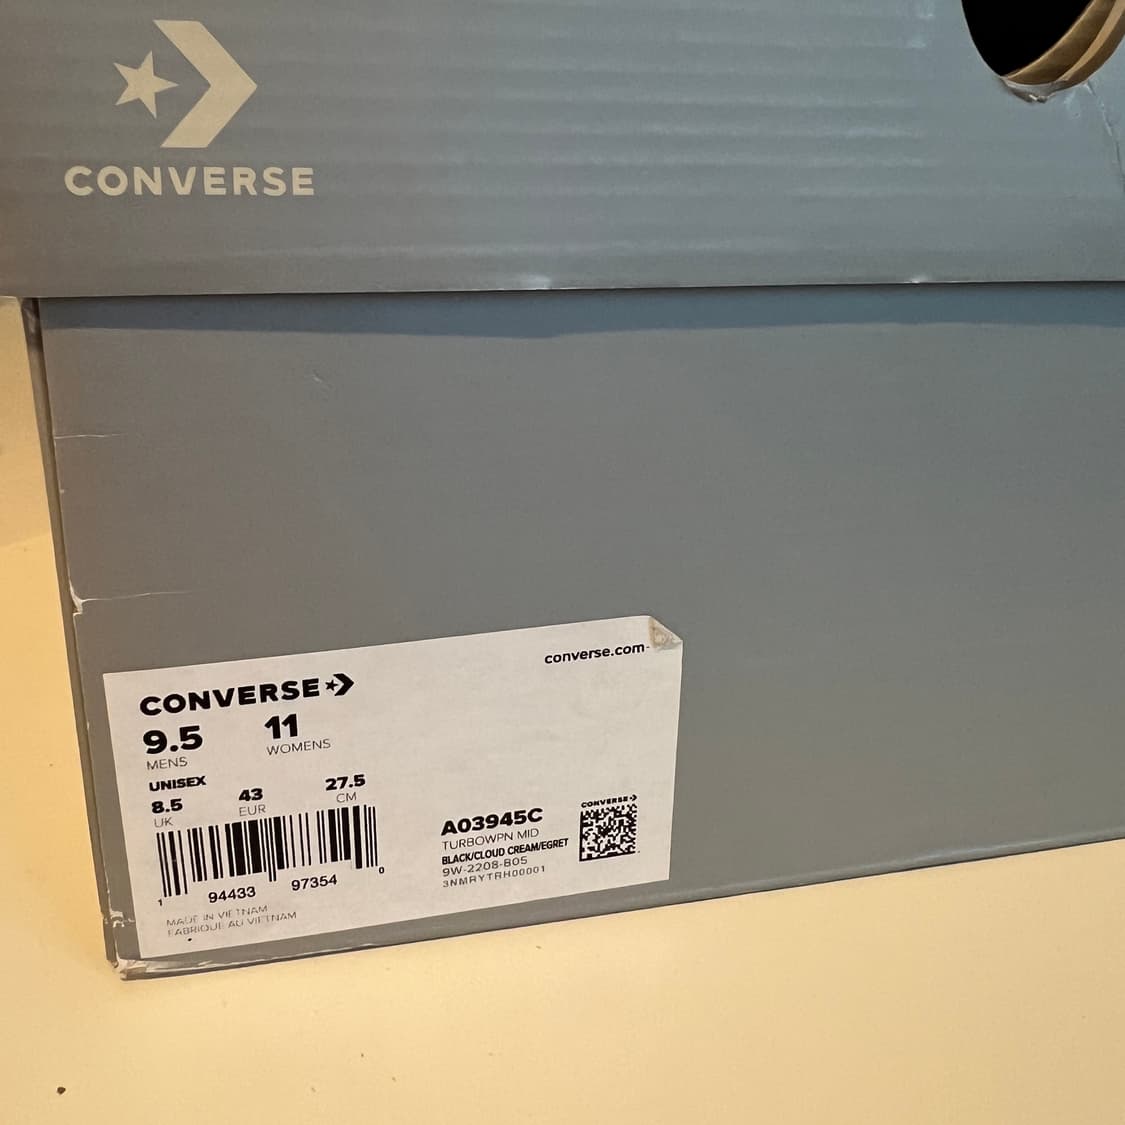 CONVERSE
converse.com
CONVERSE
9.5 11
MENS WOMENS
UNISEX
8.5 43 27.5
UK EUR CM
1 94433 97354 0
MADE IN VIETNAM
FABRIQUE AU VIETNAM
CONVERSE
A03945C
TURBOWPN MID
BLACK/CLOUD CREAM/EGRET
9W-2208-B05
3NMRYTRH00001